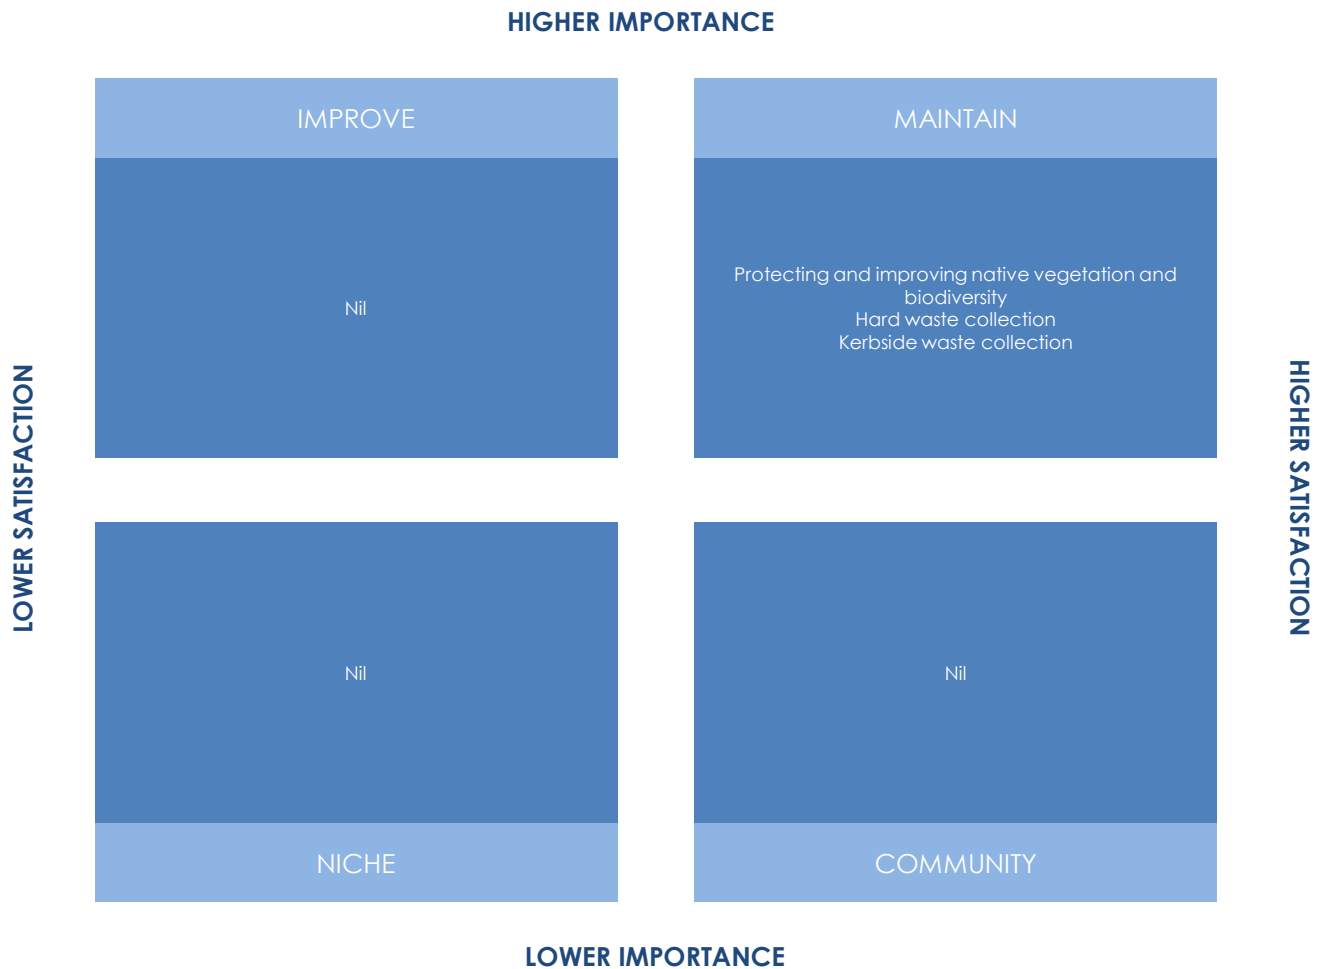 HIGHER IMPORTANCE
IMPROVE
MAINTAIN
Nil
Protecting and improving native vegetation and
biodiversity
Hard waste collection
Kerbside waste collection
LOWER SATISFACTION
HIGHER SATISFACTION
Nil
Nil
NICHE
COMMUNITY
LOWER IMPORTANCE